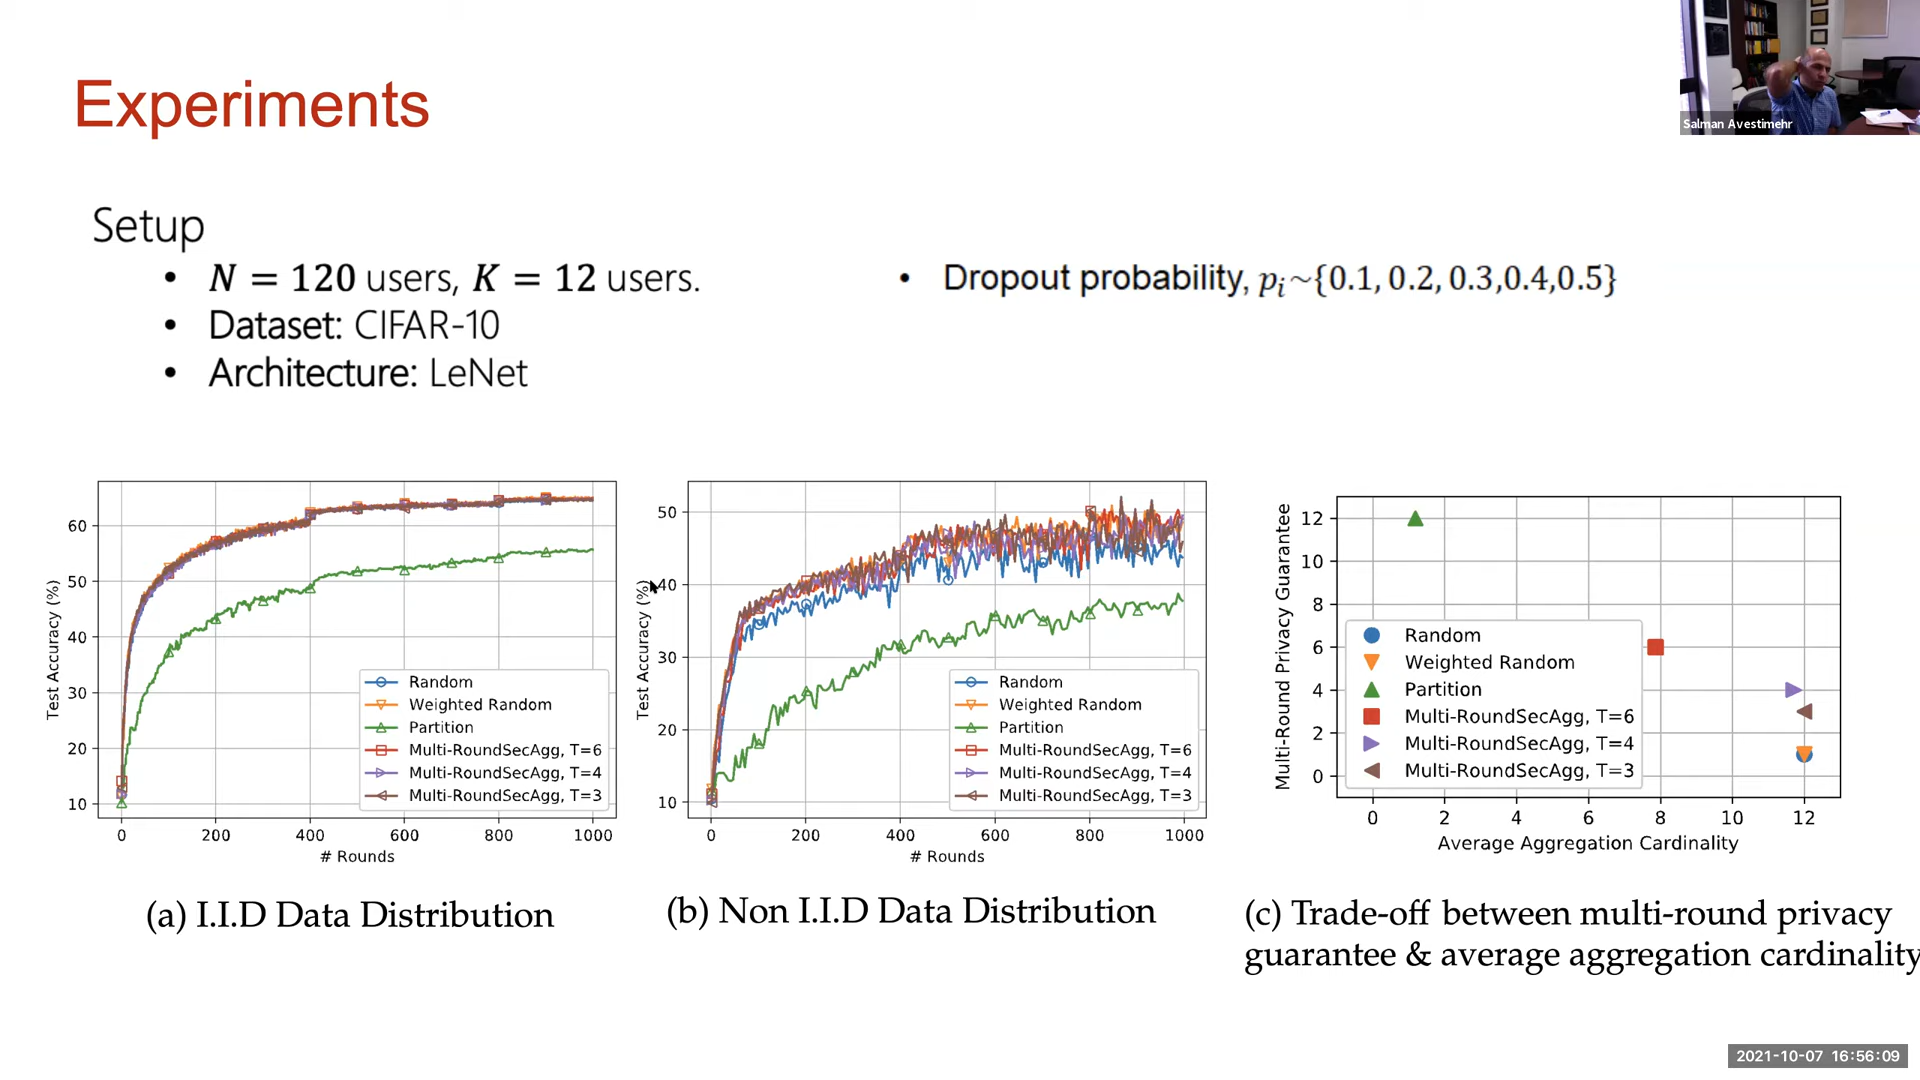 Experiments
Salman Avestimehr
Setup
• N = 120 users, K = 12 users.
• Dataset: CIFAR-10
• Architecture: LeNet
• Dropout probability, pᵢ~{0.1, 0.2, 0.3,0.4,0.5}
Test Accuracy (%)
60
50
40
30
20
10
0 200 400 600 800 1000
# Rounds
Random
Weighted Random
Partition
Multi-RoundSecAgg, T=6
Multi-RoundSecAgg, T=4
Multi-RoundSecAgg, T=3
(a) I.I.D Data Distribution
Test Accuracy (%)
50
40
30
20
10
0 200 400 600 800 1000
# Rounds
Random
Weighted Random
Partition
Multi-RoundSecAgg, T=6
Multi-RoundSecAgg, T=4
Multi-RoundSecAgg, T=3
(b) Non I.I.D Data Distribution
Multi-Round Privacy Guarantee
12
10
8
6
4
2
0
0 2 4 6 8 10 12
Average Aggregation Cardinality
Random
Weighted Random
Partition
Multi-RoundSecAgg, T=6
Multi-RoundSecAgg, T=4
Multi-RoundSecAgg, T=3
(c) Trade-off between multi-round privacy
guarantee & average aggregation cardinality
2021-10-07 16:56:09